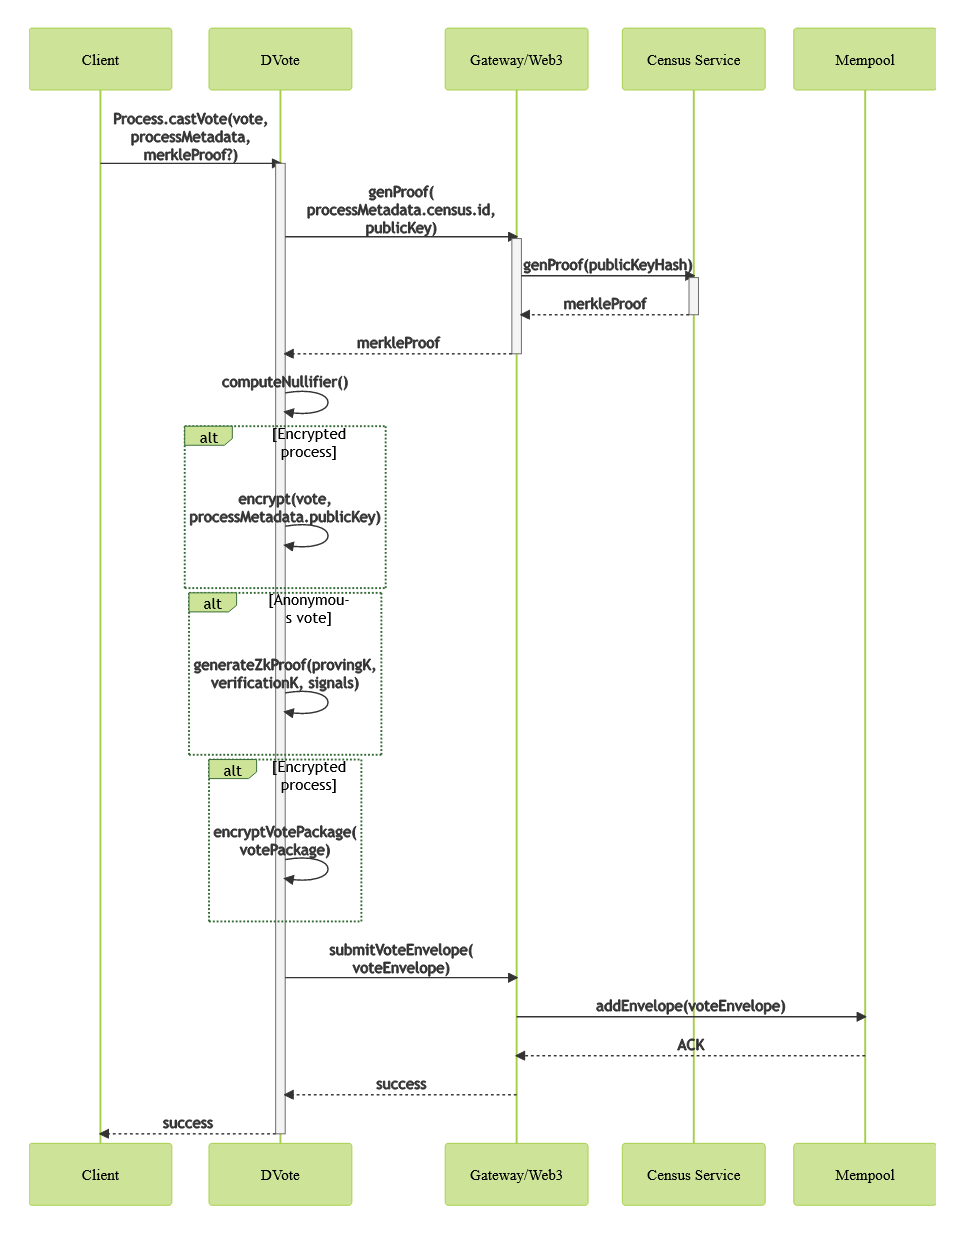 Client
DVote
Gateway/Web3
Census Service
Mempool
Process.castVote(vote,
processMetadata,
merkleProof?)
genProof(
processMetadata.census.id,
publicKey)
genProof(publicKeyHash)
merkleProof
merkleProof
computeNullifier()
alt
[Encrypted
process]
encrypt(vote,
processMetadata.publicKey)
alt
[Anonymou-
s vote]
generateZkProof(provingK,
verificationK, signals)
alt
[Encrypted
process]
encryptVotePackage(
votePackage)
submitVoteEnvelope(
voteEnvelope)
addEnvelope(voteEnvelope)
ACK
success
success
Client
DVote
Gateway/Web3
Census Service
Mempool